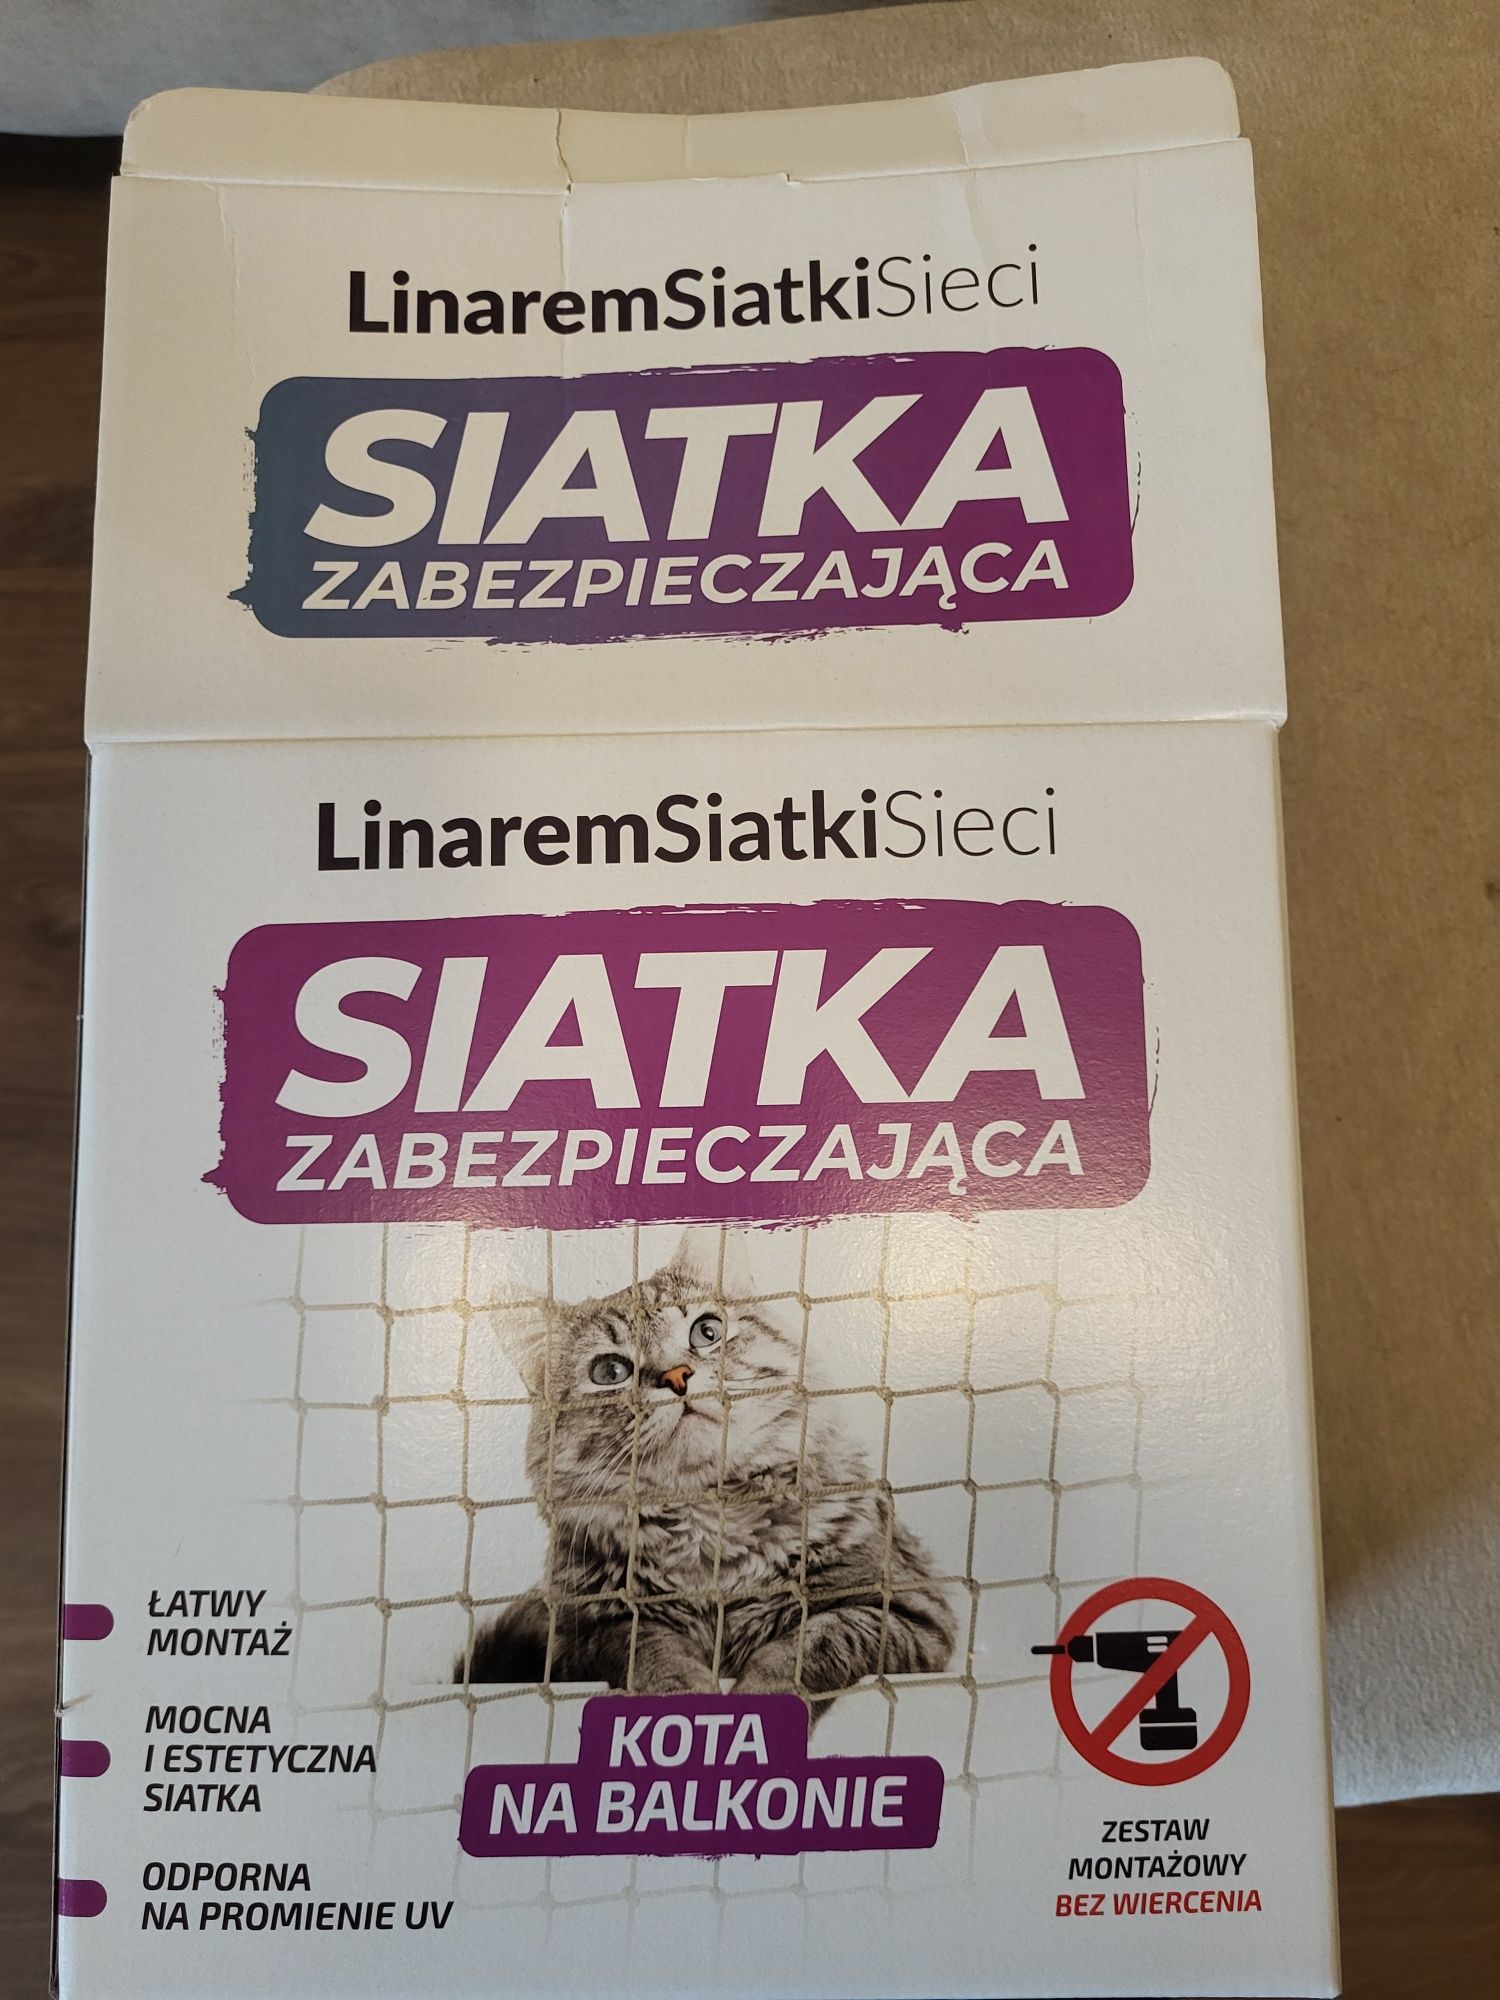 LinaremSiatkiSieci
SIATKA
ZABEZPIECZAJĄCA
LinaremSiatkiSieci
SIATKA
ZABEZPIECZAJĄCA
ŁATWY
MONTAŻ
MOCNA
I ESTETYCZNA
SIATKA
ODPORNA
NA PROMIENIE UV
KOTA
NA BALKONIE
ZESTAW
MONTAŻOWY
BEZ WIERCENIA